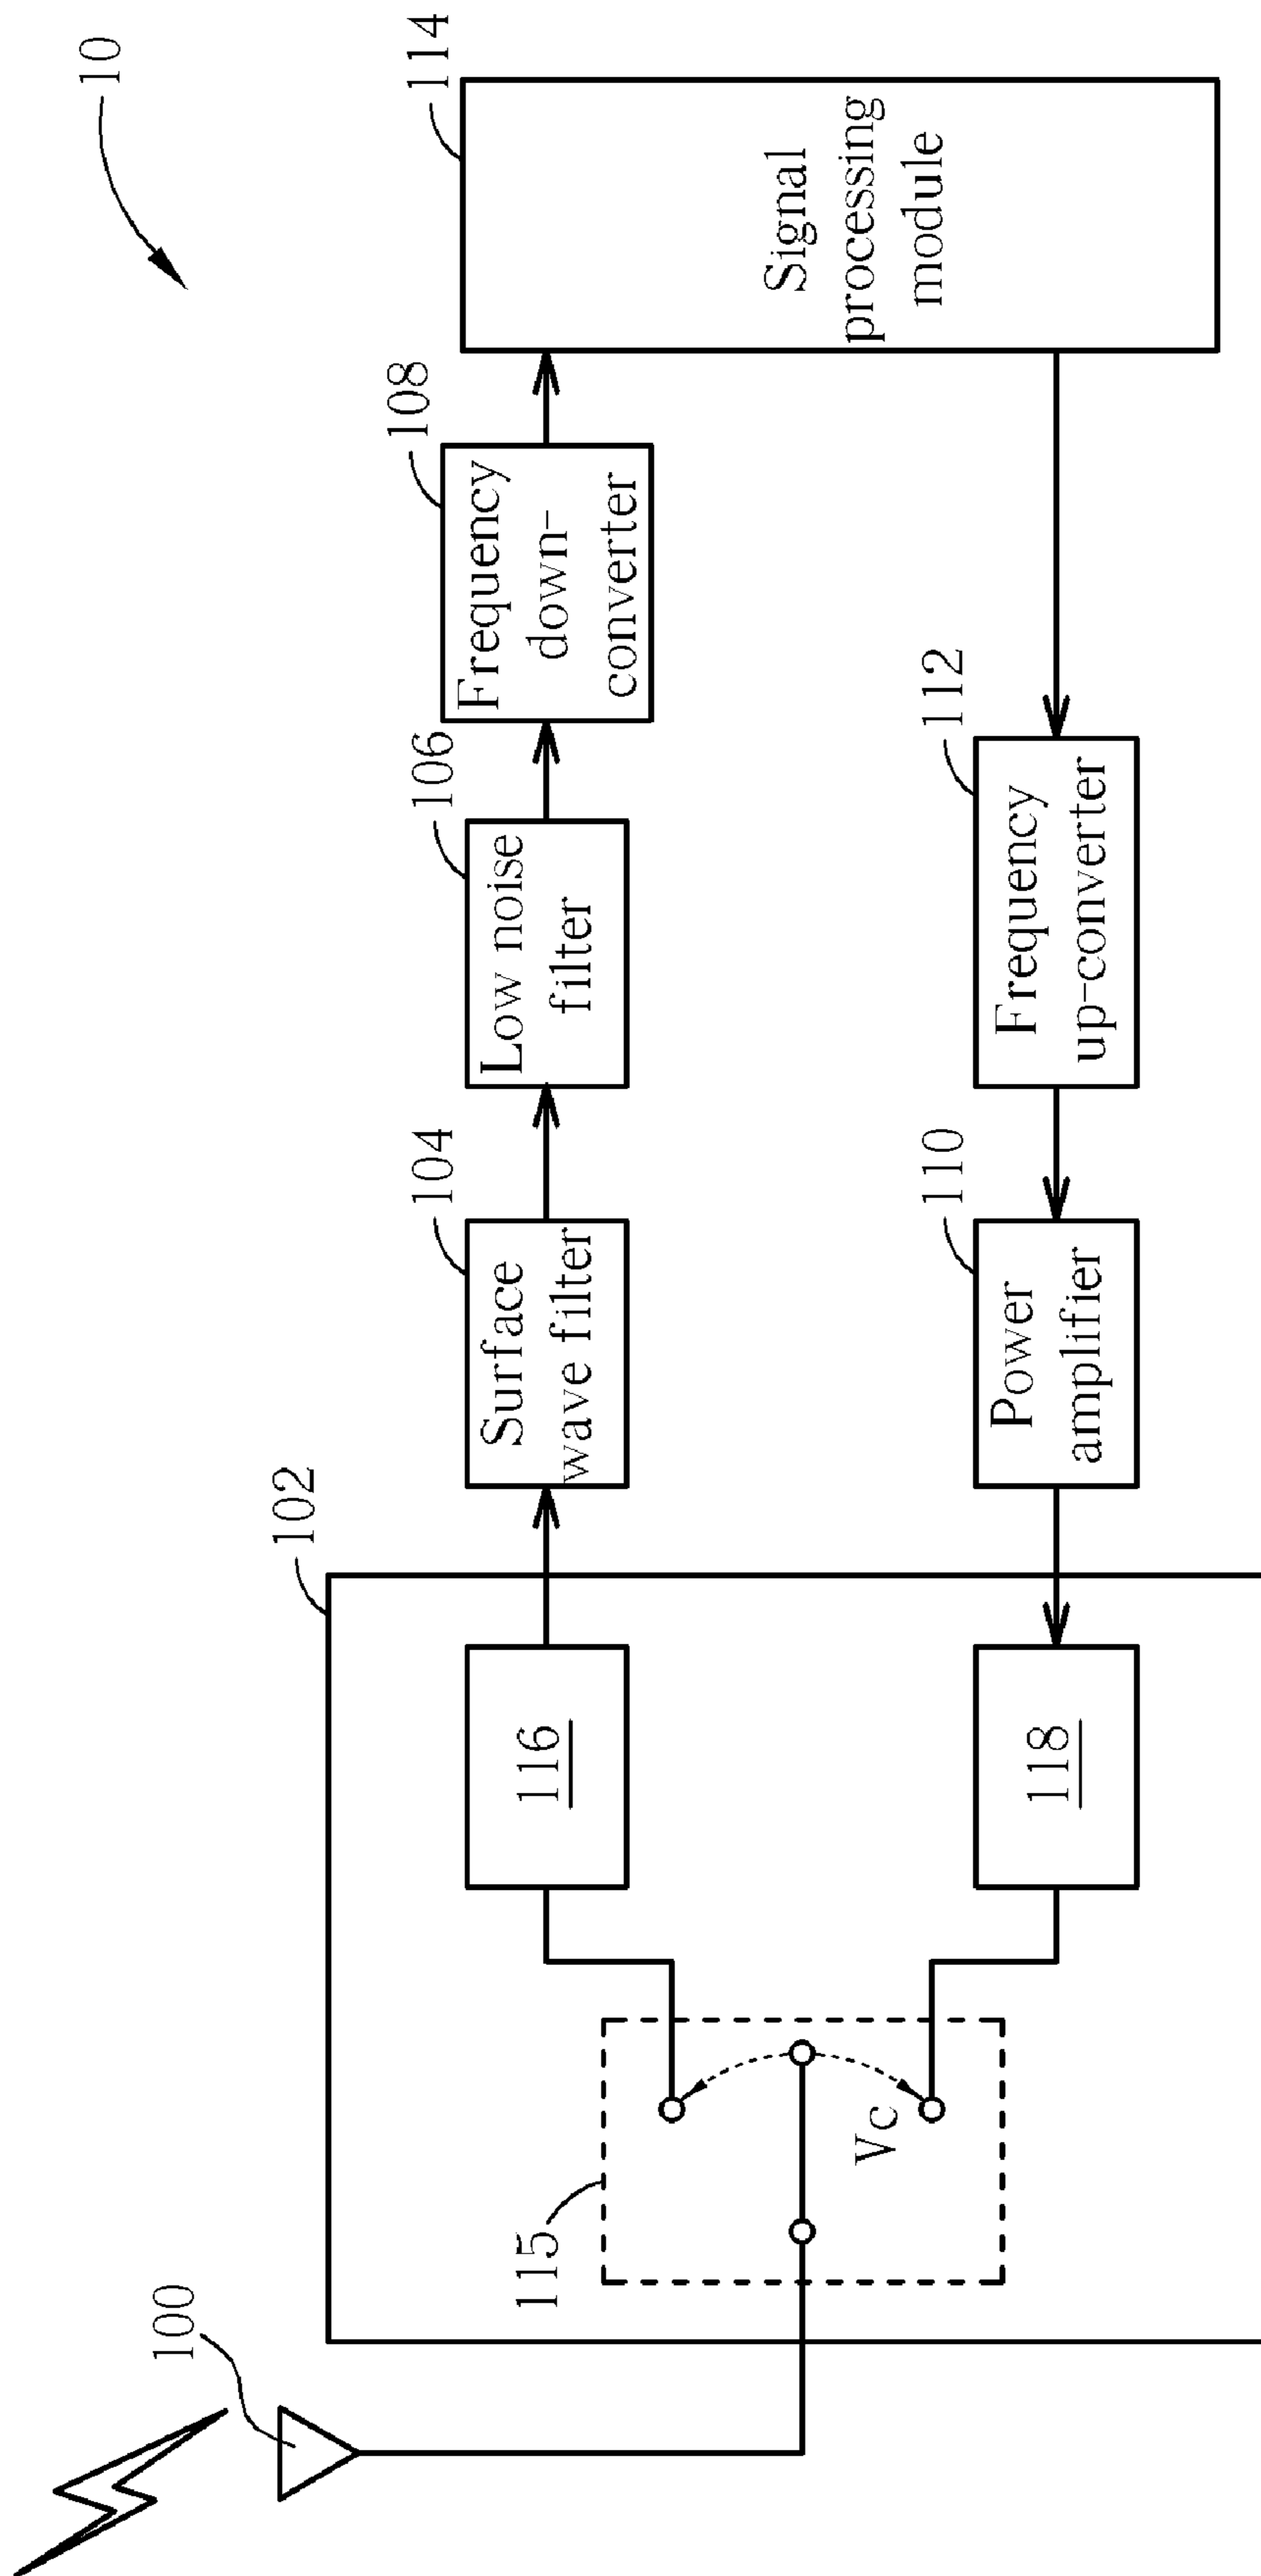 10
100
102
115
Vc
116
118
104
Surface
wave filter
106
Low noise
filter
108
Frequency
down-
converter
114
Signal
processing
module
110
Power
amplifier
112
Frequency
up-converter